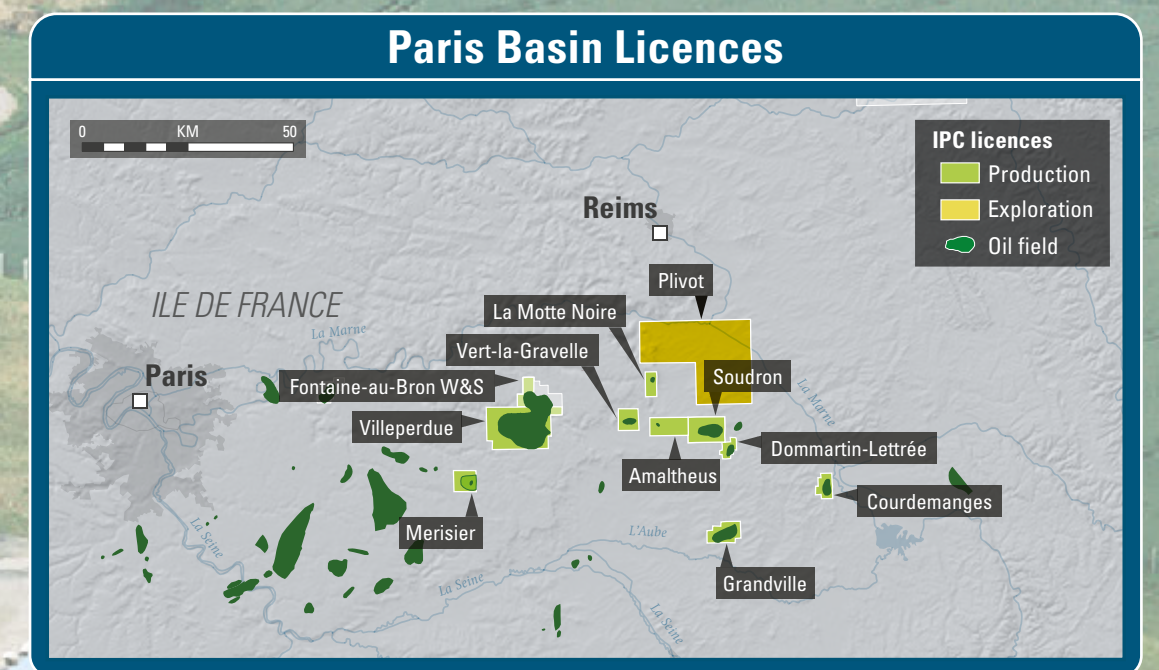 Paris Basin Licences
0 KM 50
IPC licences
Production
Exploration
Oil field
Reims
Plivot
ILE DE FRANCE
La Motte Noire
La Marne
Vert-la-Gravelle
Paris
Fontaine-au-Bron W&S
Soudron
La Marne
Villeperdue
Dommartin-Lettrée
Amaltheus
Courdemanges
Merisier
La Seine
L'Aube
Grandville
La Seine
La Seine